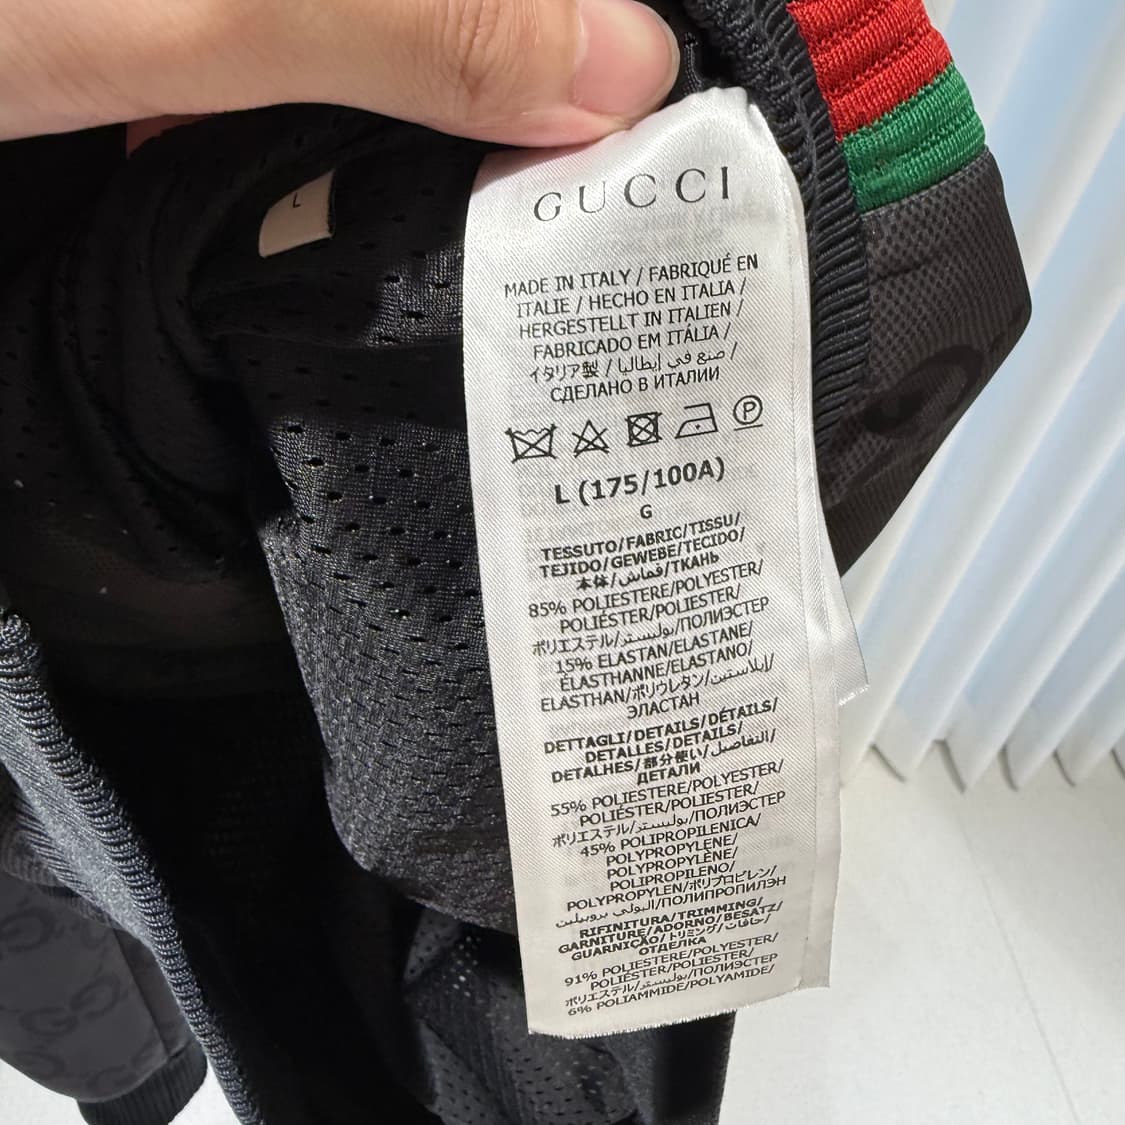 L
GUCCI
MADE IN ITALY / FABRIQUÉ EN
ITALIE / HECHO EN ITALIA /
HERGESTELLT IN ITALIEN /
FABRICADO EM ITÁLIA /
イタリア製 / صنع في إيطاليا /
СДЕЛАНО В ИТАЛИИ
P
L (175/100A)
G
TESSUTO/FABRIC/TISSU/
TEJIDO/GEWEBE/TECIDO/
本体/قماش/ТКАНЬ
85% POLIESTERE/POLYESTER/
POLIÉSTER/POLIESTER/
ポリエステル/بوليستر/ПОЛИЭСТЕР
15% ELASTAN/ELASTANE/
ÉLASTHANNE/ELASTANO/
ELASTHAN/ポリウレタン/إيلاستين/
ЭЛАСТАН
DETTAGLI/DETAILS/DÉTAILS/
DETALLES/DETAILS/
DETALHES/部分使い/التفاصيل/
ДЕТАЛИ
55% POLIESTERE/POLYESTER/
POLIÉSTER/POLIESTER/
ポリエステル/بوليستر/ПОЛИЭСТЕР
45% POLIPROPILENICA/
POLYPROPYLENE/
POLYPROPYLÈNE/
POLIPROPILENO/
POLYPROPYLEN/ポリプロピレン/
البولي بروبيلين/ПОЛИПРОПИЛЭН
RIFINITURA/TRIMMING/
GARNITURE/ADORNO/BESATZ/
GUARNIÇÃO/トリミング/حافات/
ОТДЕЛКА
91% POLIESTERE/POLYESTER/
POLIÉSTER/POLIESTER/
ポリエステル/بوليستر/ПОЛИЭСТЕР
6% POLIAMMIDE/POLYAMIDE/